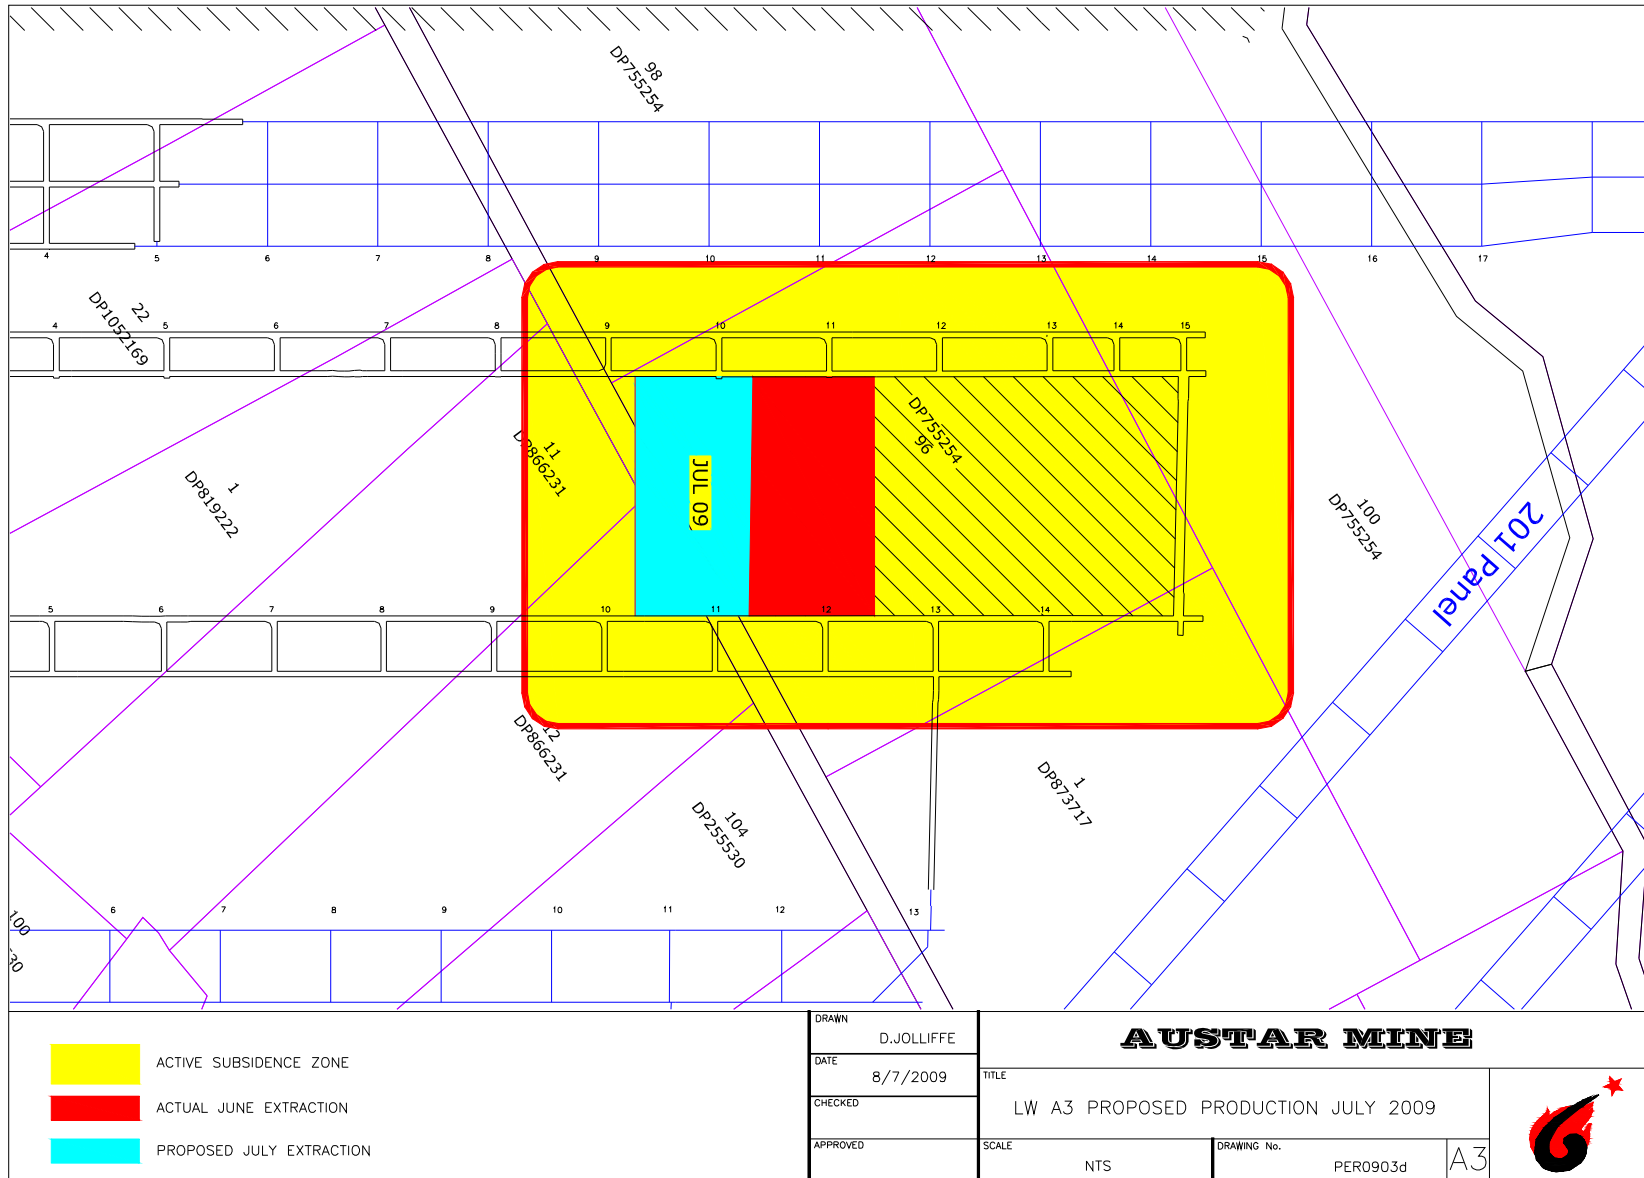 98
DP755254
4
5
6
7
8
9
10
11
12
13
14
15
16
17
22
DP1052169
4
5
6
7
8
9
10
11
12
13
14
15
DP755254
96
11
DP866231
JUL 09
1
DP819222
100
DP755254
201 Panel
5
6
7
8
9
10
11
12
13
14
12
DP866231
1
DP873717
104
DP255530
6
7
8
9
10
11
12
13
100
30
ACTIVE SUBSIDENCE ZONE
ACTUAL JUNE EXTRACTION
PROPOSED JULY EXTRACTION
DRAWN
D.JOLLIFFE
DATE
8/7/2009
CHECKED
APPROVED
AUSTAR MINE
TITLE
LW A3 PROPOSED PRODUCTION JULY 2009
SCALE
NTS
DRAWING No.
PER0903d
A3